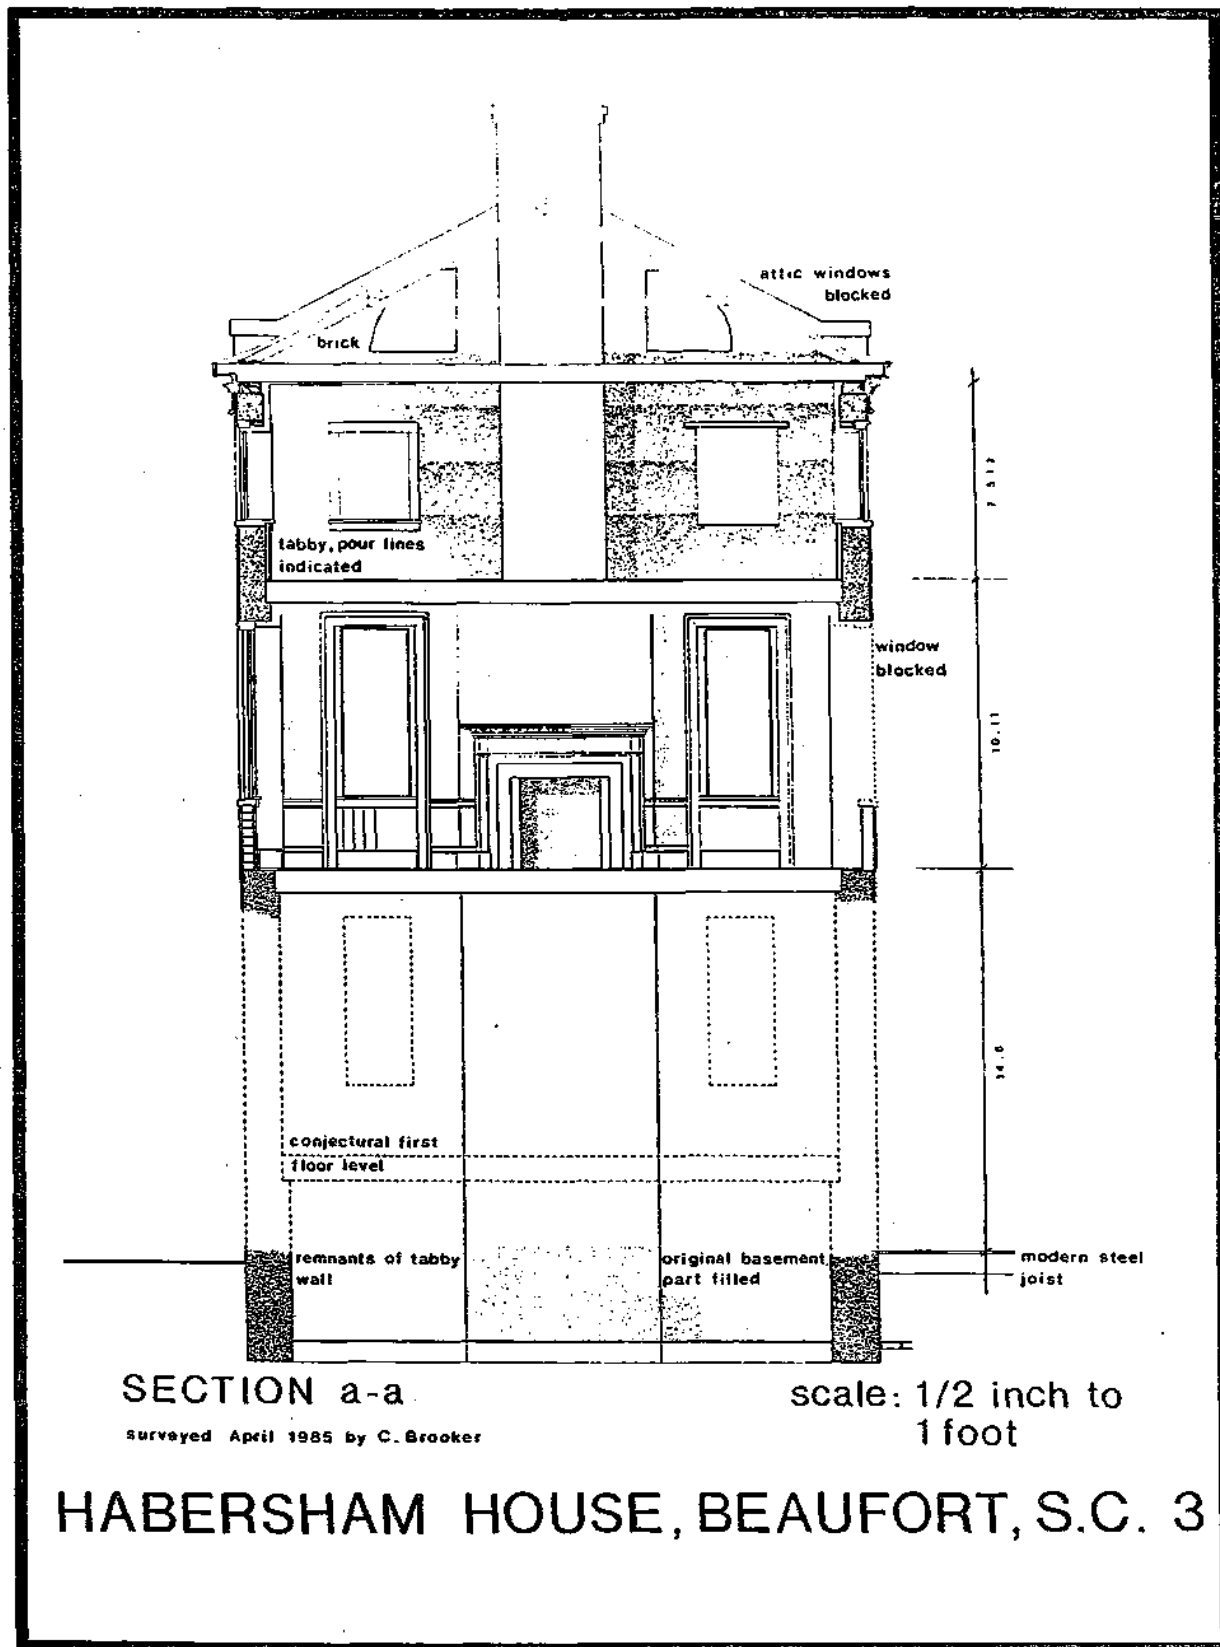 attic windows
blocked
brick
tabby, pour lines
indicated
window
blocked
10.11
14.6
conjectural first
floor level
remnants of tabby
wall
original basement,
part filled
modern steel
joist
SECTION a-a
surveyed April 1985 by C. Brooker
scale: 1/2 inch to
1 foot
HABERSHAM HOUSE, BEAUFORT, S.C. 3